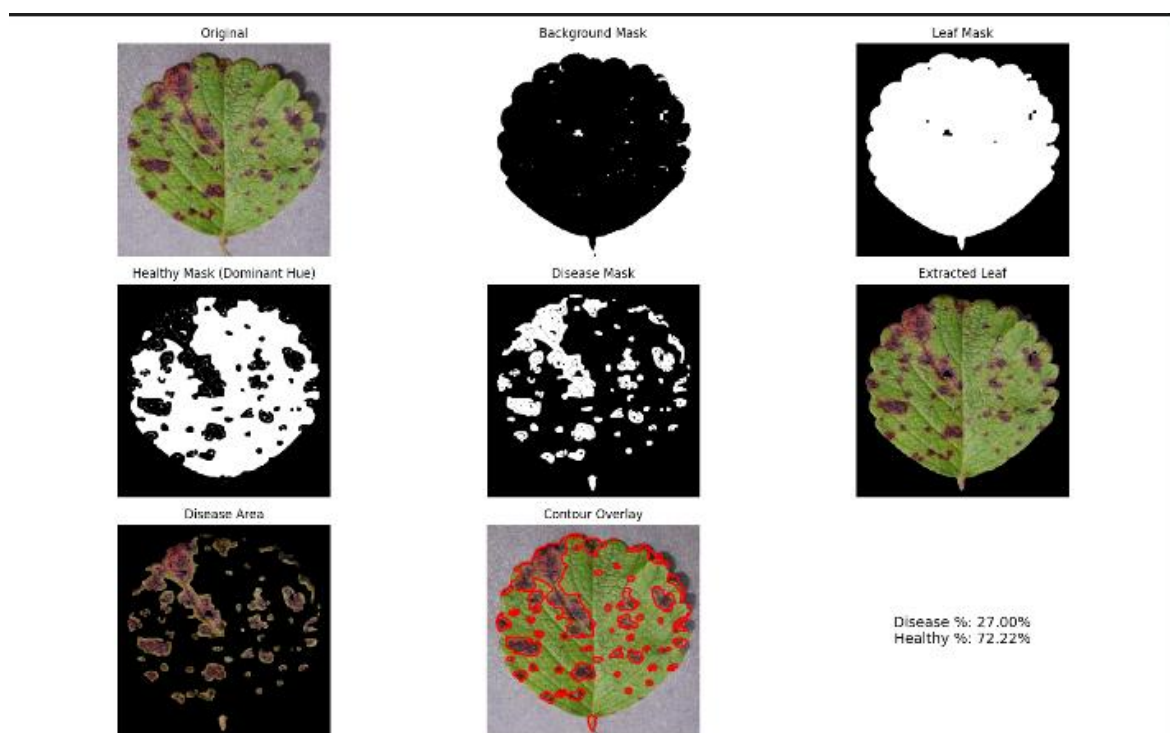 Original
Background Mask
Leaf Mask
Healthy Mask (Dominant Hue)
Disease Mask
Extracted Leaf
Disease Area
Contour Overlay
Disease %: 27.00%
Healthy %: 72.22%